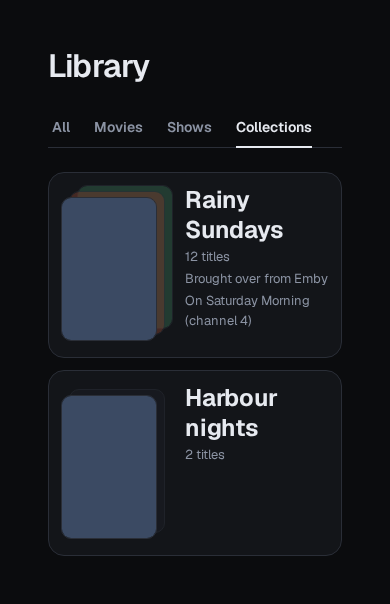 Library
All Movies Shows Collections
Rainy
Sundays
12 titles
Brought over from Emby
On Saturday Morning
(channel 4)
Harbour
nights
2 titles